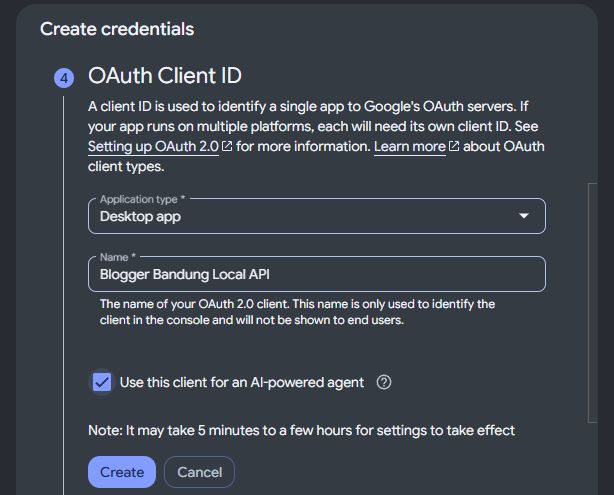 Create credentials
4
OAuth Client ID
A client ID is used to identify a single app to Google's OAuth servers. If
your app runs on multiple platforms, each will need its own client ID. See
Setting up OAuth 2.0 for more information. Learn more about OAuth
client types.
Application type *
Desktop app
Name *
Blogger Bandung Local API
The name of your OAuth 2.0 client. This name is only used to identify the
client in the console and will not be shown to end users.
Use this client for an AI-powered agent ?
Note: It may take 5 minutes to a few hours for settings to take effect
Create Cancel